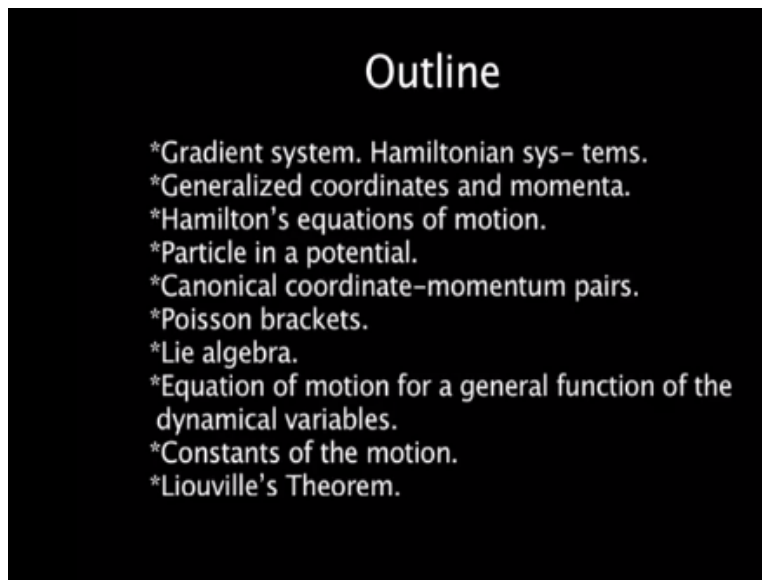 Outline
*Gradient system. Hamiltonian sys– tems.
*Generalized coordinates and momenta.
*Hamilton’s equations of motion.
*Particle in a potential.
*Canonical coordinate–momentum pairs.
*Poisson brackets.
*Lie algebra.
*Equation of motion for a general function of the
dynamical variables.
*Constants of the motion.
*Liouville’s Theorem.